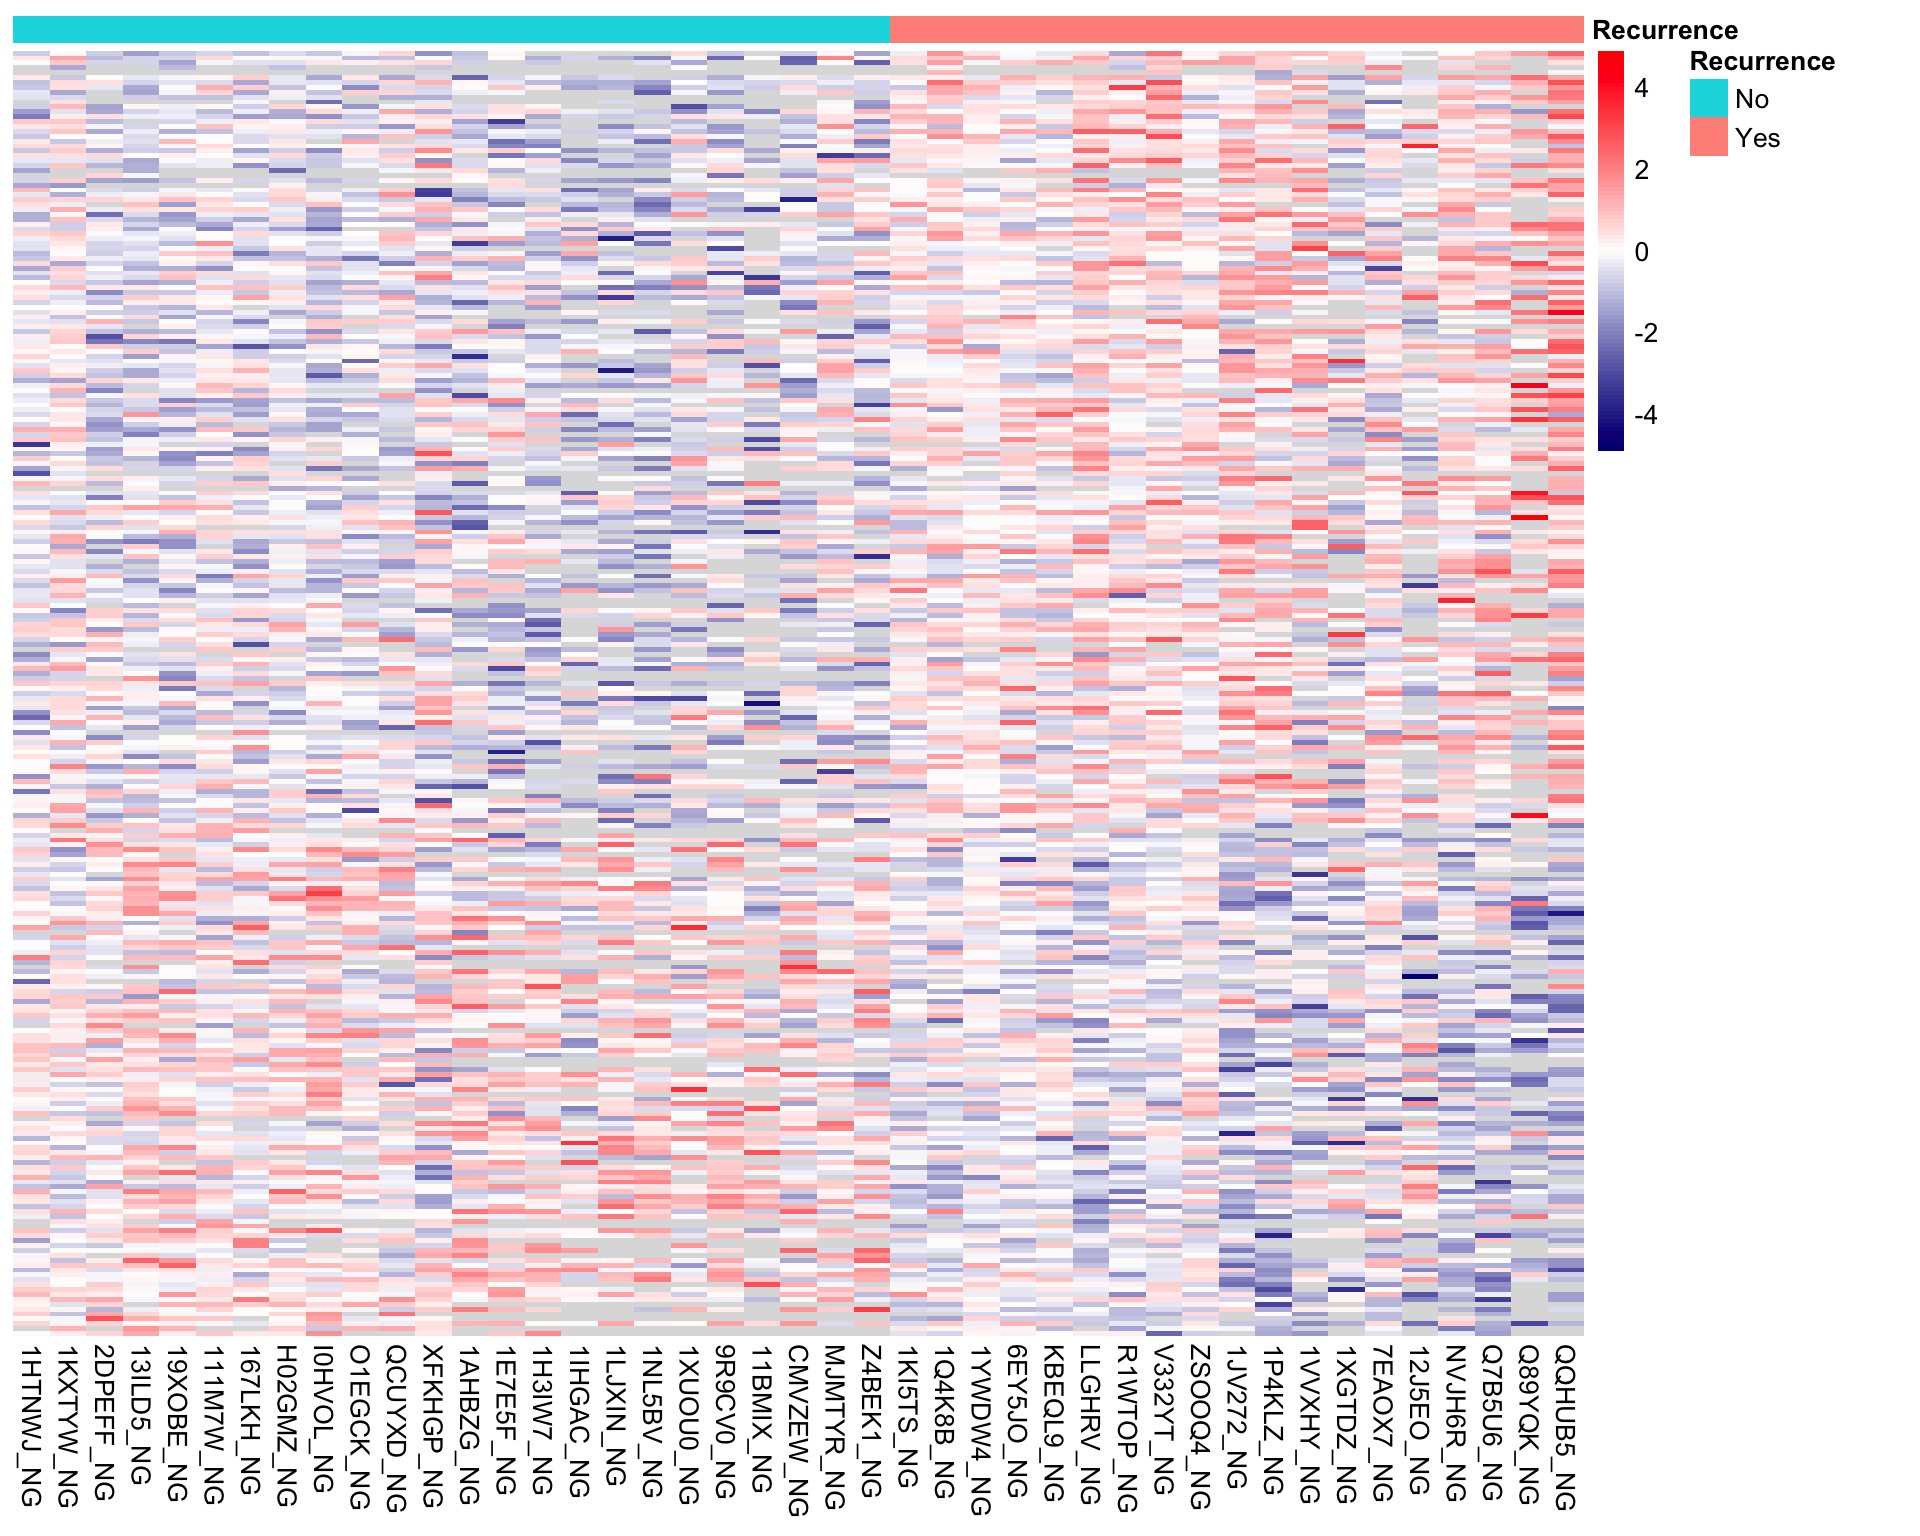 Recurrence
4
2
0
-2
-4
Recurrence
No
Yes
1HTNWJ_NG
1KXTYW_NG
2DPEFF_NG
13ILD5_NG
19XOBE_NG
111M7W_NG
167LKH_NG
H02GMZ_NG
I0HVOL_NG
O1EGCK_NG
QCUYXD_NG
XFKHGP_NG
1AHBZG_NG
1E7E5F_NG
1H3IW7_NG
1IHGAC_NG
1LJXIN_NG
1NL5BV_NG
1XUOU0_NG
9R9CV0_NG
11BMIX_NG
CMVZEW_NG
MJMTYR_NG
Z4BEK1_NG
1KI5TS_NG
1Q4K8B_NG
1YWDW4_NG
6EY5JO_NG
KBEQL9_NG
LLGHRV_NG
R1WTOP_NG
V332YT_NG
ZSOOQ4_NG
1JV272_NG
1P4KLZ_NG
1VVXHY_NG
1XGTDZ_NG
7EAOX7_NG
12J5EO_NG
NVJH6R_NG
Q7B5U6_NG
Q89YQK_NG
QQHUB5_NG